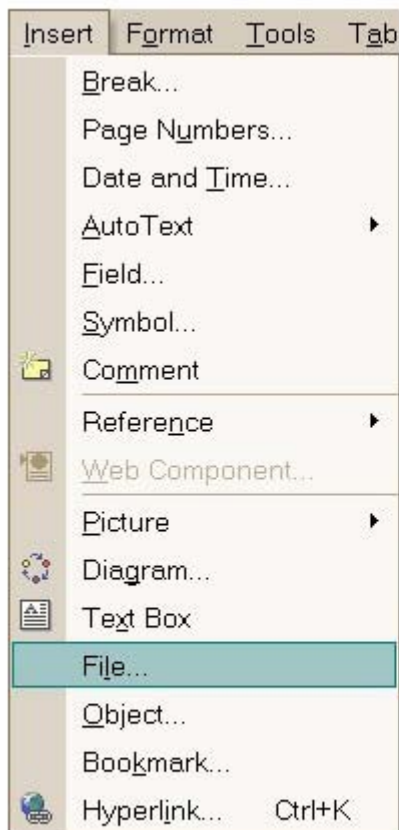 Insert Format Tools Tab
Break...
Page Numbers...
Date and Time...
AutoText
Field...
Symbol...
Comment
Reference
Web Component...
Picture
Diagram...
Text Box
File...
Object...
Bookmark...
Hyperlink... Ctrl+K